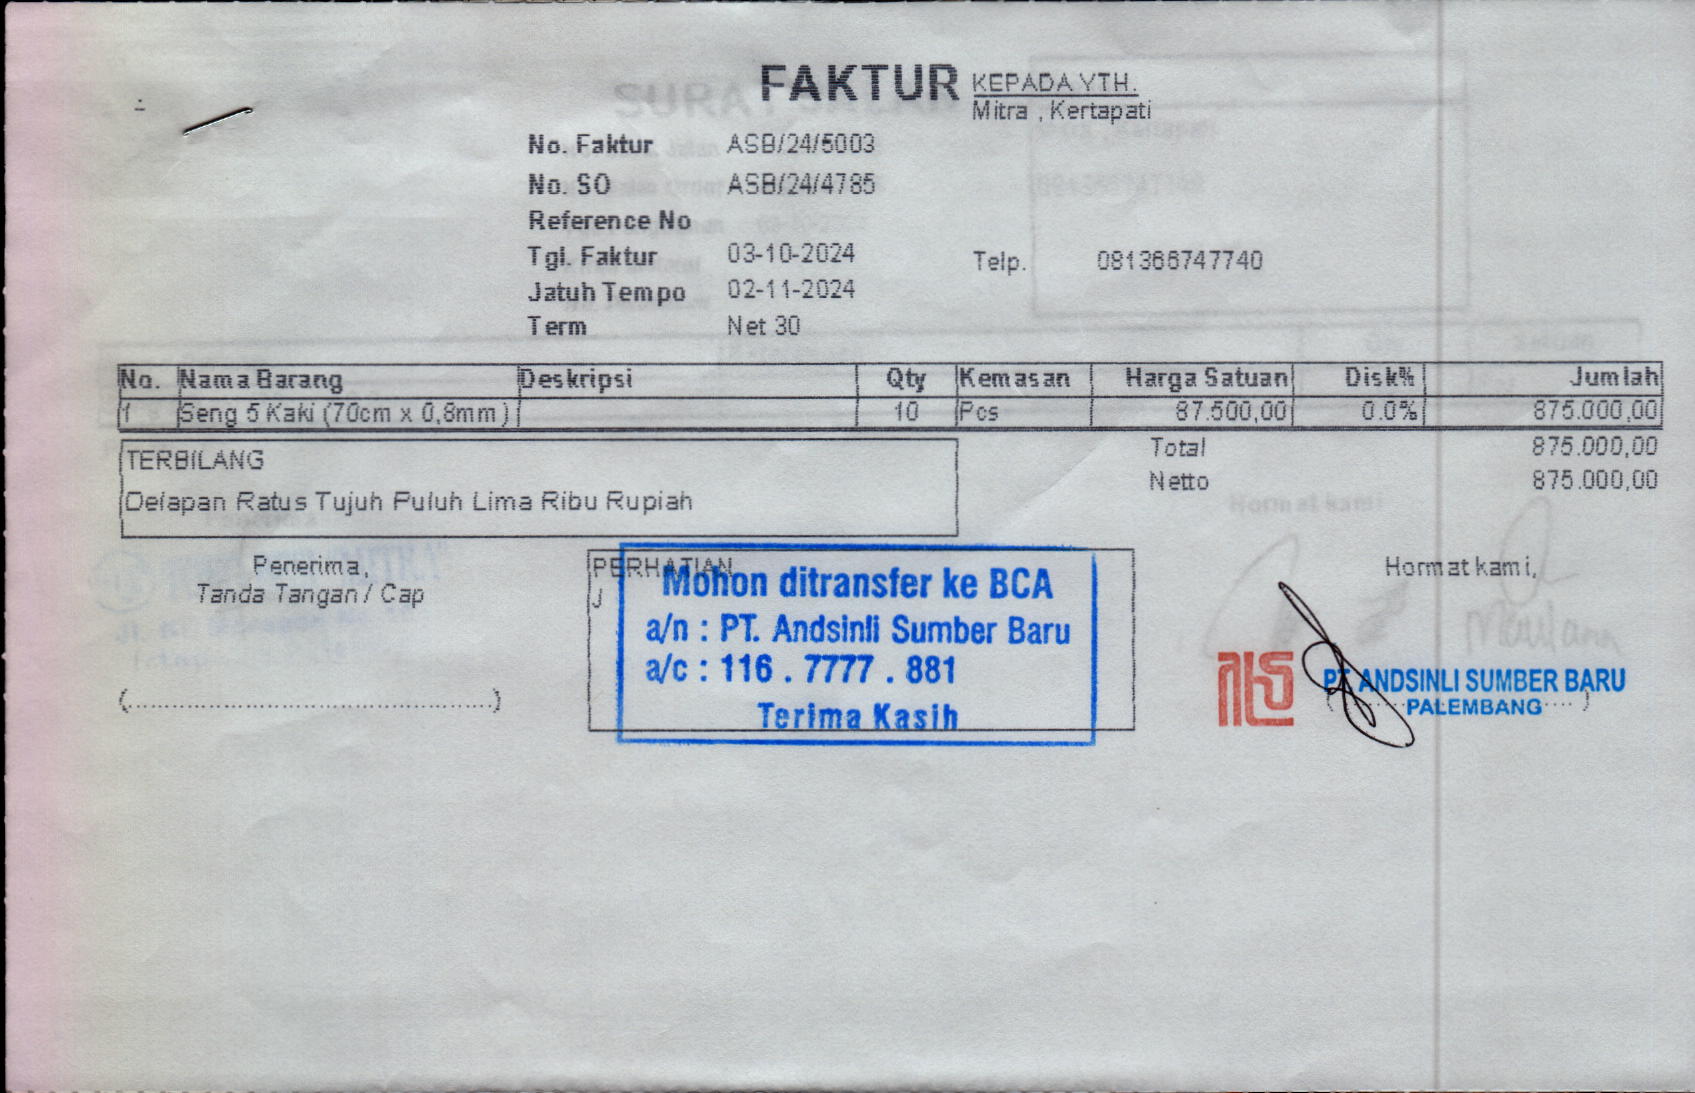 FAKTUR
KEPADA YTH.
Mitra , Kertapati
No. Faktur ASB/24/5003
No. SO ASB/24/4785
Reference No
Tgl. Faktur 03-10-2024
Telp. 081366747740
Jatuh Tempo 02-11-2024
Term Net 30
No. Nama Barang Deskripsi Qty Kemasan Harga Satuan Disk% Jumlah
1 Seng 5 Kaki (70cm x 0,8mm) 10 Pcs 87.500,00 0.0% 875.000,00
Total 875.000,00
Netto 875.000,00
TERBILANG
Delapan Ratus Tujuh Puluh Lima Ribu Rupiah
Penerima,
Tanda Tangan / Cap
(..........................................)
PERHATIAN
J
Mohon ditransfer ke BCA
a/n : PT. Andsinli Sumber Baru
a/c : 116 . 7777 . 881
Terima Kasih
Hormat kami,
PT. ANDSINLI SUMBER BARU
PALEMBANG